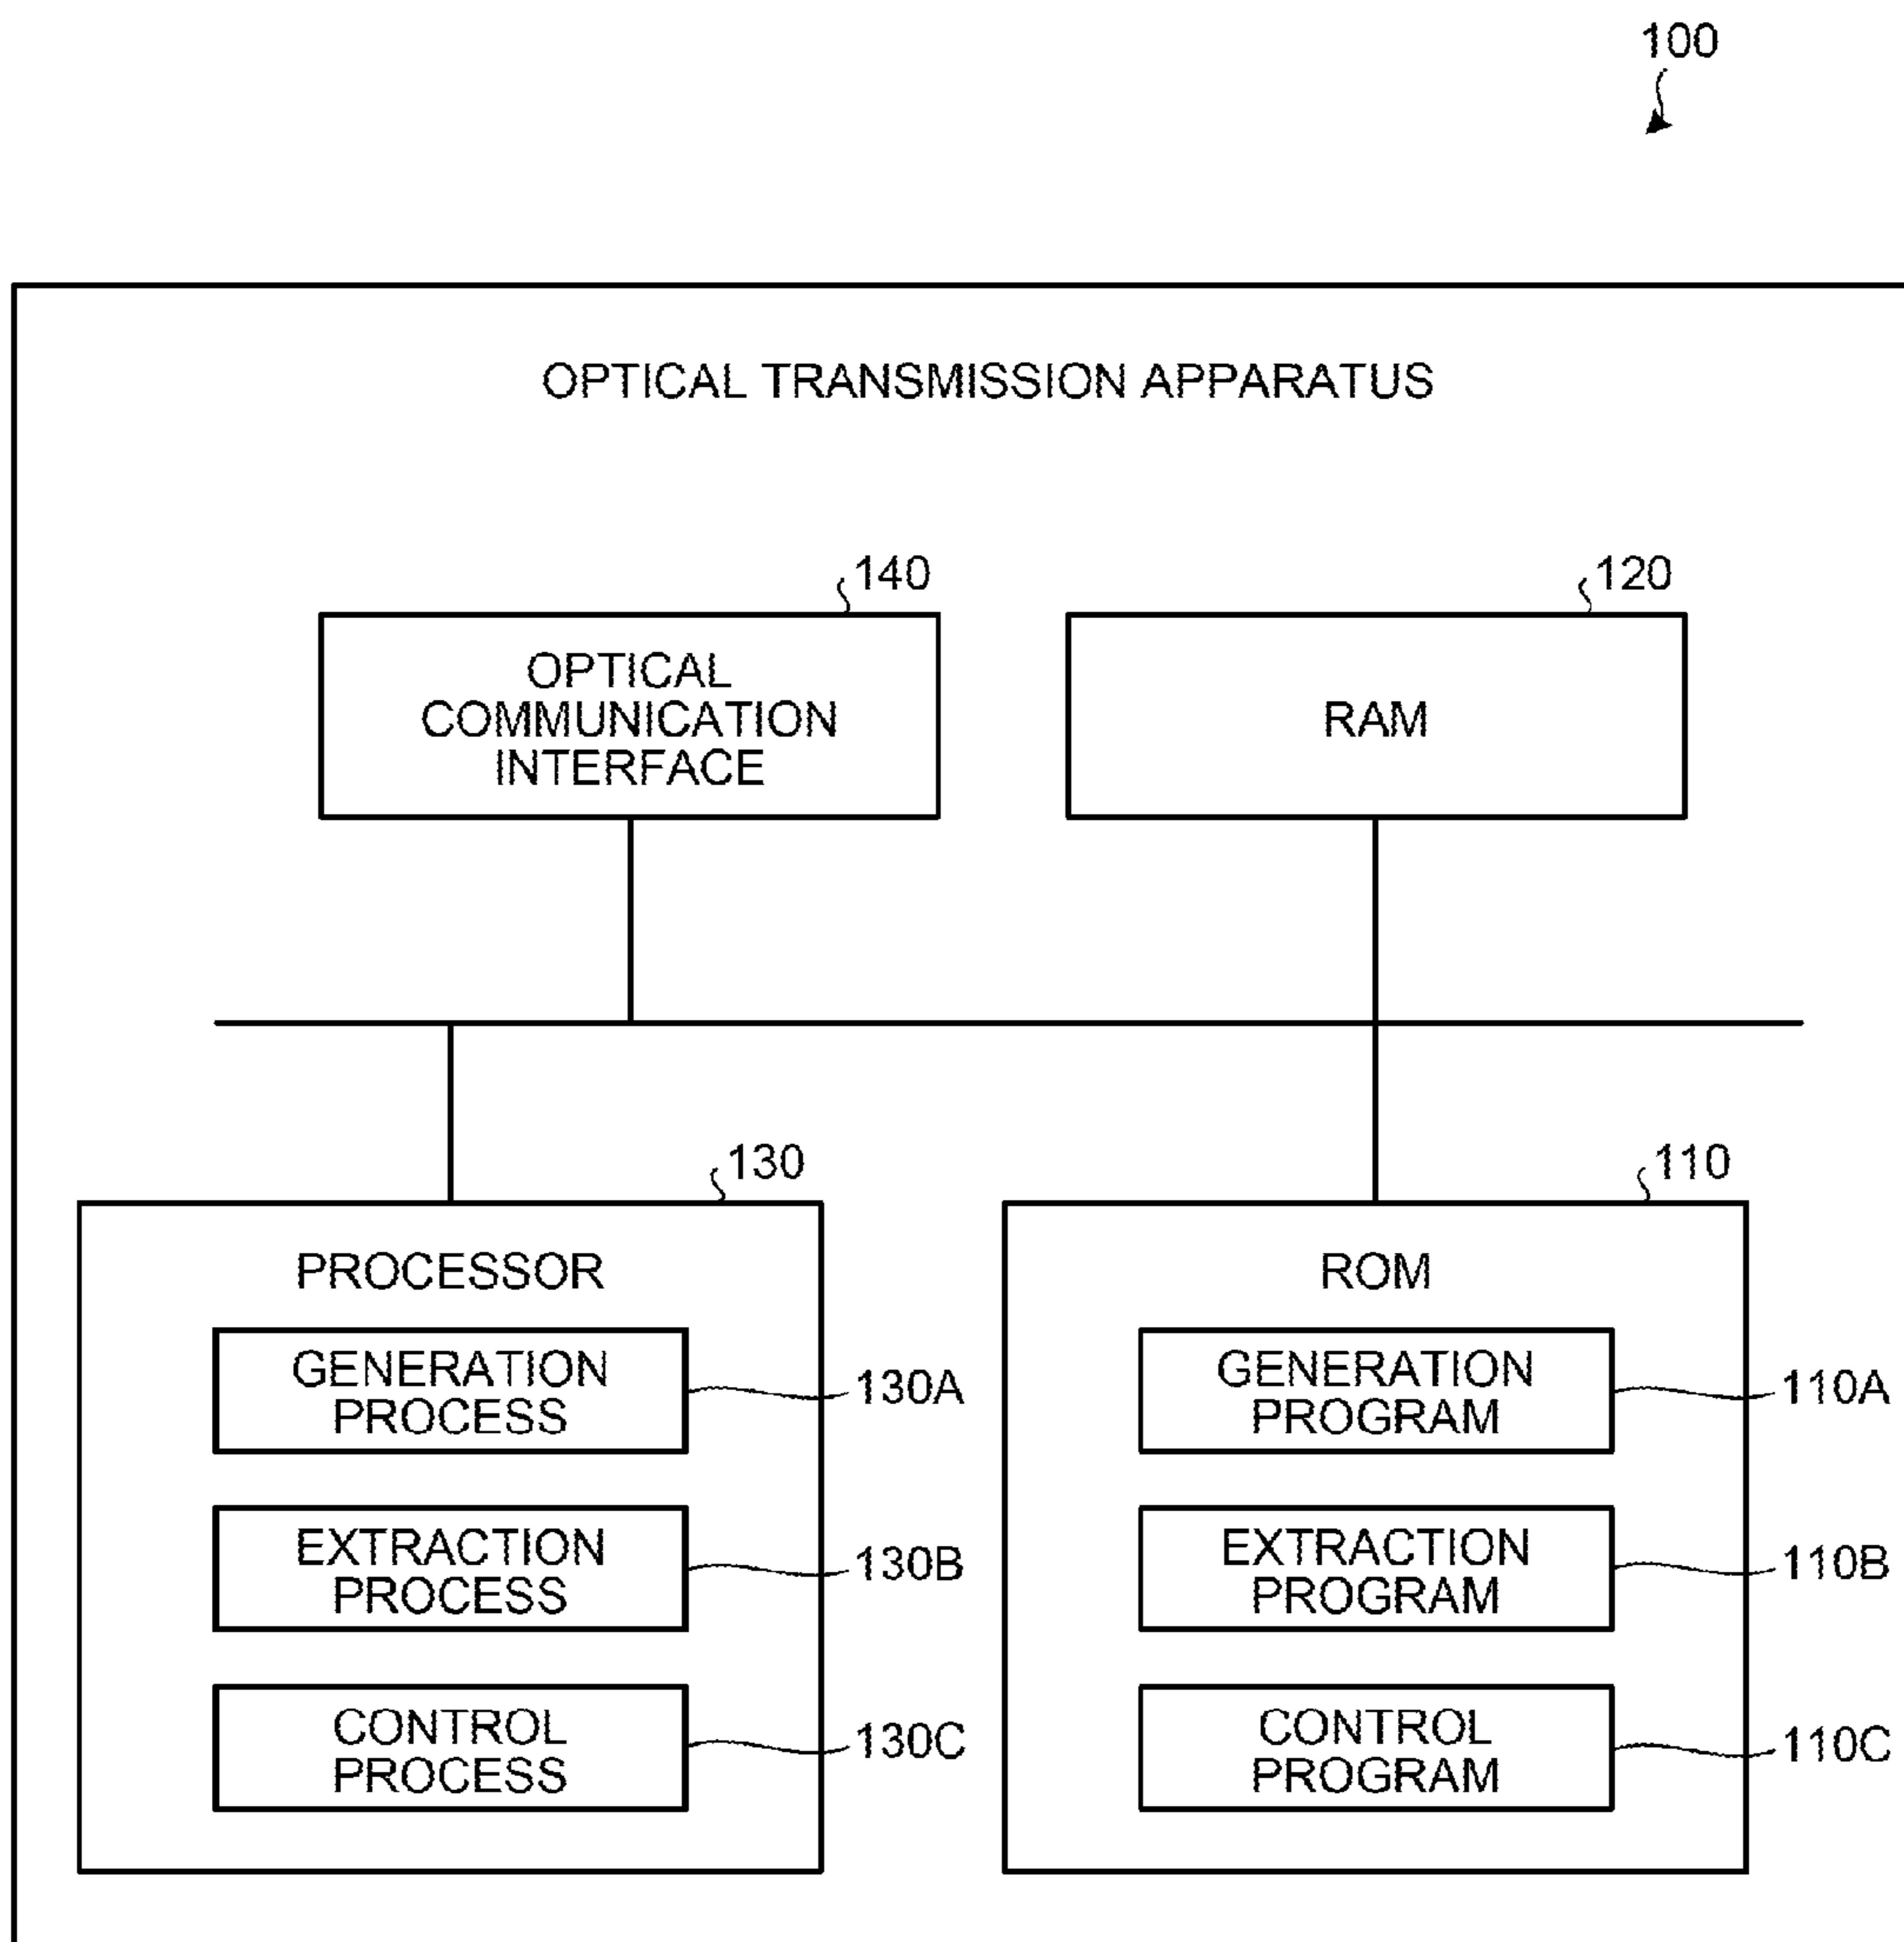 100
OPTICAL TRANSMISSION APPARATUS
140
120
OPTICAL
COMMUNICATION
INTERFACE
RAM
130
110
PROCESSOR
ROM
GENERATION
PROCESS
130A
GENERATION
PROGRAM
110A
EXTRACTION
PROCESS
130B
EXTRACTION
PROGRAM
110B
CONTROL
PROCESS
130C
CONTROL
PROGRAM
110C